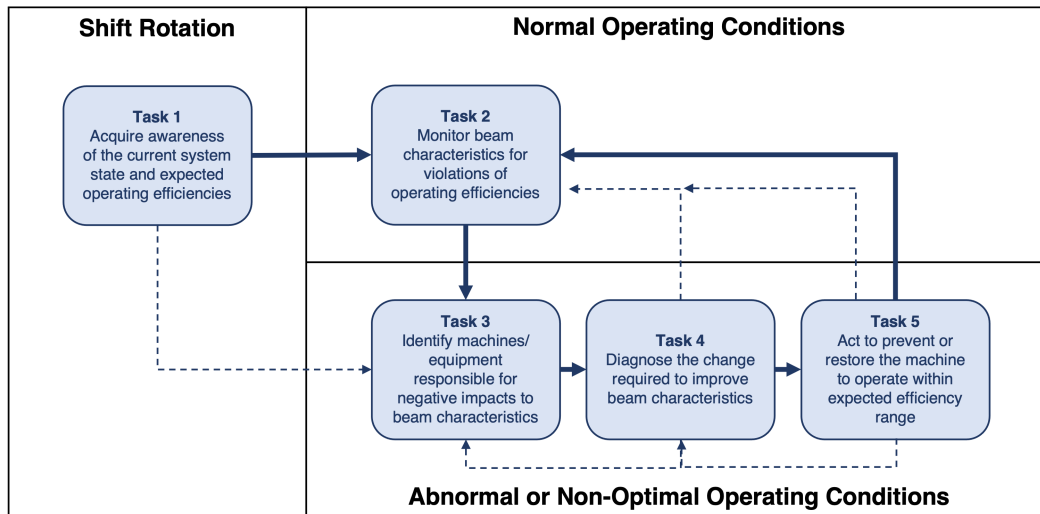 Shift Rotation
Normal Operating Conditions
Task 1
Acquire awareness
of the current system
state and expected
operating efficiencies
Task 2
Monitor beam
characteristics for
violations of
operating efficiencies
Task 3
Identify machines/
equipment
responsible for
negative impacts to
beam characteristics
Task 4
Diagnose the change
required to improve
beam characteristics
Task 5
Act to prevent or
restore the machine
to operate within
expected efficiency
range
Abnormal or Non-Optimal Operating Conditions